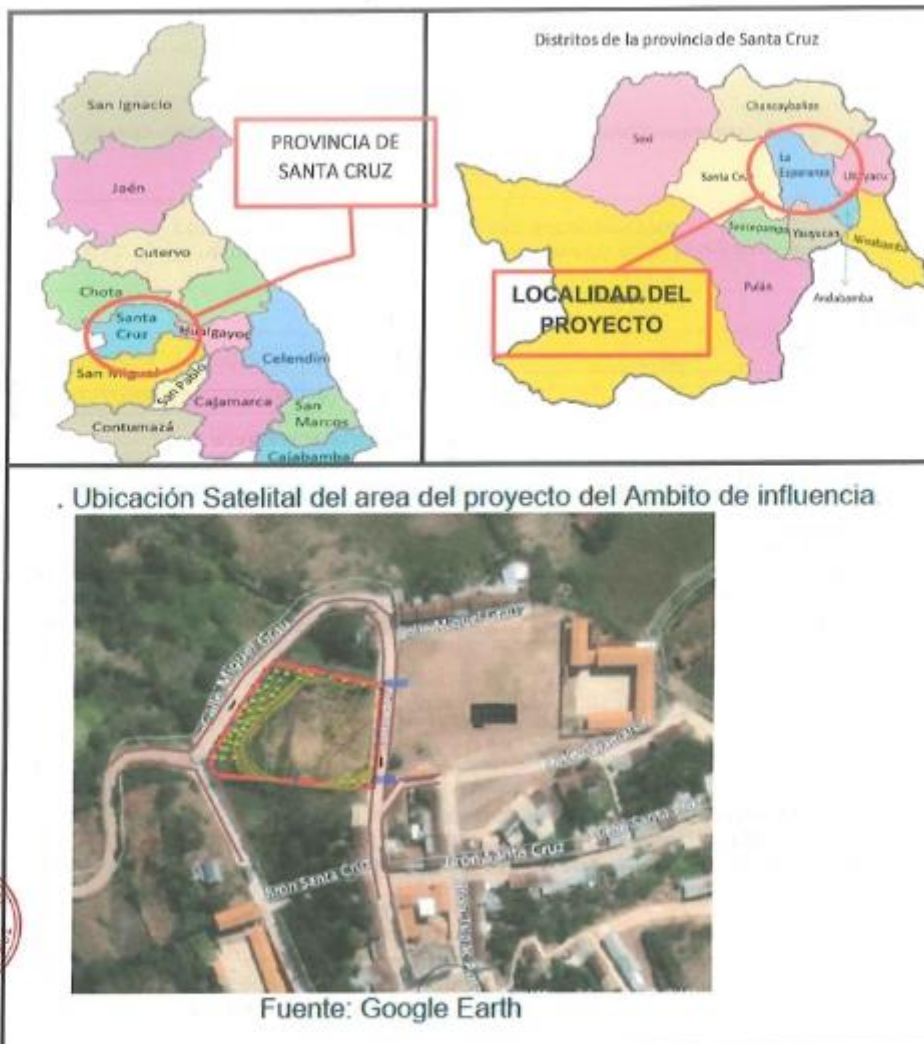 San Ignacio
Jaén
PROVINCIA DE
SANTA CRUZ
Cutervo
Chota
Santa
Cruz
Hualgayoc
San Miguel
San Pablo
Celendín
Cajamarca
San
Marcos
Contumazá
Cajabamba
Distritos de la provincia de Santa Cruz
Chancaybaños
Sexi
La
Esperanza
Santa Cruz
Uticyacu
Saucepampa
Yauyucan
Ninabamba
LOCALIDAD DEL
PROYECTO
Pulán
Andabamba
. Ubicación Satelital del area del proyecto del Ambito de influencia
Calle Miguel Grau
Calle Miguel Grau
Jirón Santa Cruz
Jirón Santa Cruz
Jirón Santa Cruz
Fuente: Google Earth